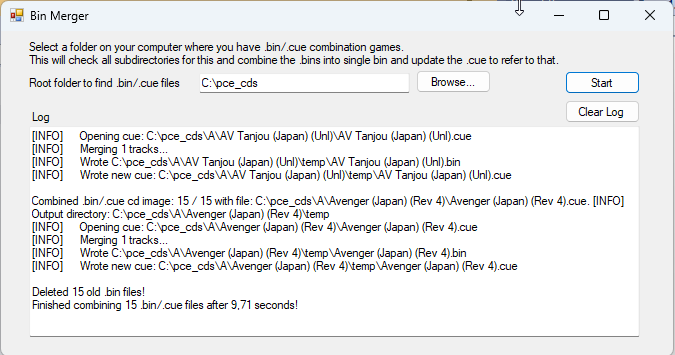 Bin Merger
Select a folder on your computer where you have .bin/.cue combination games.
This will check all subdirectories for this and combine the .bins into single bin and update the .cue to refer to that.
Root folder to find .bin/.cue files
C:\pce_cds
Browse...
Start
Clear Log
Log
[INFO] Opening cue: C:\pce_cds\A\AV Tanjou (Japan) (Unl)\AV Tanjou (Japan) (Unl).cue
[INFO] Merging 1 tracks...
[INFO] Wrote C:\pce_cds\A\AV Tanjou (Japan) (Unl)\temp\AV Tanjou (Japan) (Unl).bin
[INFO] Wrote new cue: C:\pce_cds\A\AV Tanjou (Japan) (Unl)\temp\AV Tanjou (Japan) (Unl).cue
Combined .bin/.cue cd image: 15 / 15 with file: C:\pce_cds\A\Avenger (Japan) (Rev 4)\Avenger (Japan) (Rev 4).cue. [INFO]
Output directory: C:\pce_cds\A\Avenger (Japan) (Rev 4)\temp
[INFO] Opening cue: C:\pce_cds\A\Avenger (Japan) (Rev 4)\Avenger (Japan) (Rev 4).cue
[INFO] Merging 1 tracks...
[INFO] Wrote C:\pce_cds\A\Avenger (Japan) (Rev 4)\temp\Avenger (Japan) (Rev 4).bin
[INFO] Wrote new cue: C:\pce_cds\A\Avenger (Japan) (Rev 4)\temp\Avenger (Japan) (Rev 4).cue
Deleted 15 old .bin files!
Finished combining 15 .bin/.cue files after 9,71 seconds!